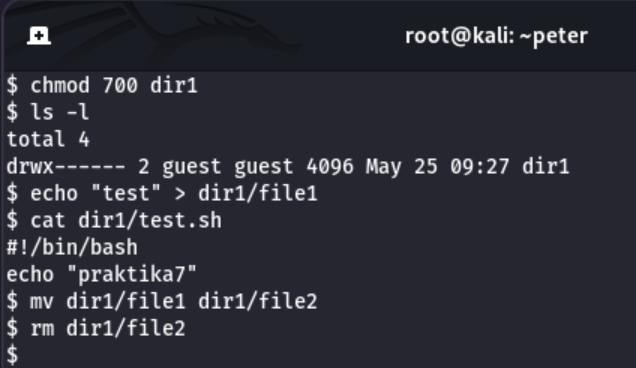 root@kali: ~peter
$ chmod 700 dir1
$ ls -l
total 4
drwx------ 2 guest guest 4096 May 25 09:27 dir1
$ echo "test" > dir1/file1
$ cat dir1/test.sh
#!/bin/bash
echo "praktika7"
$ mv dir1/file1 dir1/file2
$ rm dir1/file2
$